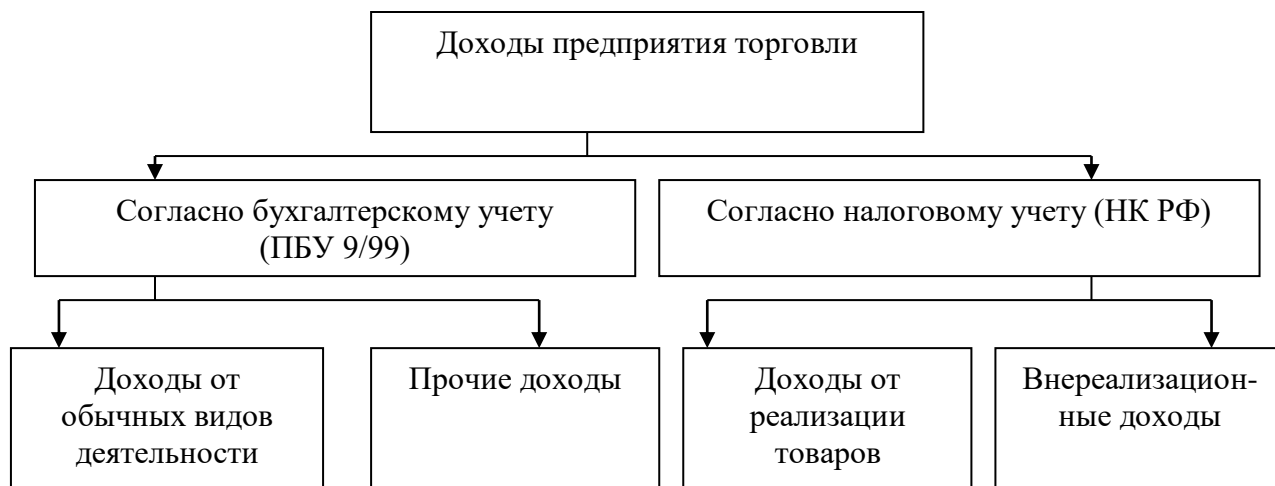 Доходы предприятия торговли
Согласно бухгалтерскому учету
(ПБУ 9/99)
Согласно налоговому учету (НК РФ)
Доходы от
обычных видов
деятельности
Прочие доходы
Доходы от
реализации
товаров
Внереализацион-
ные доходы